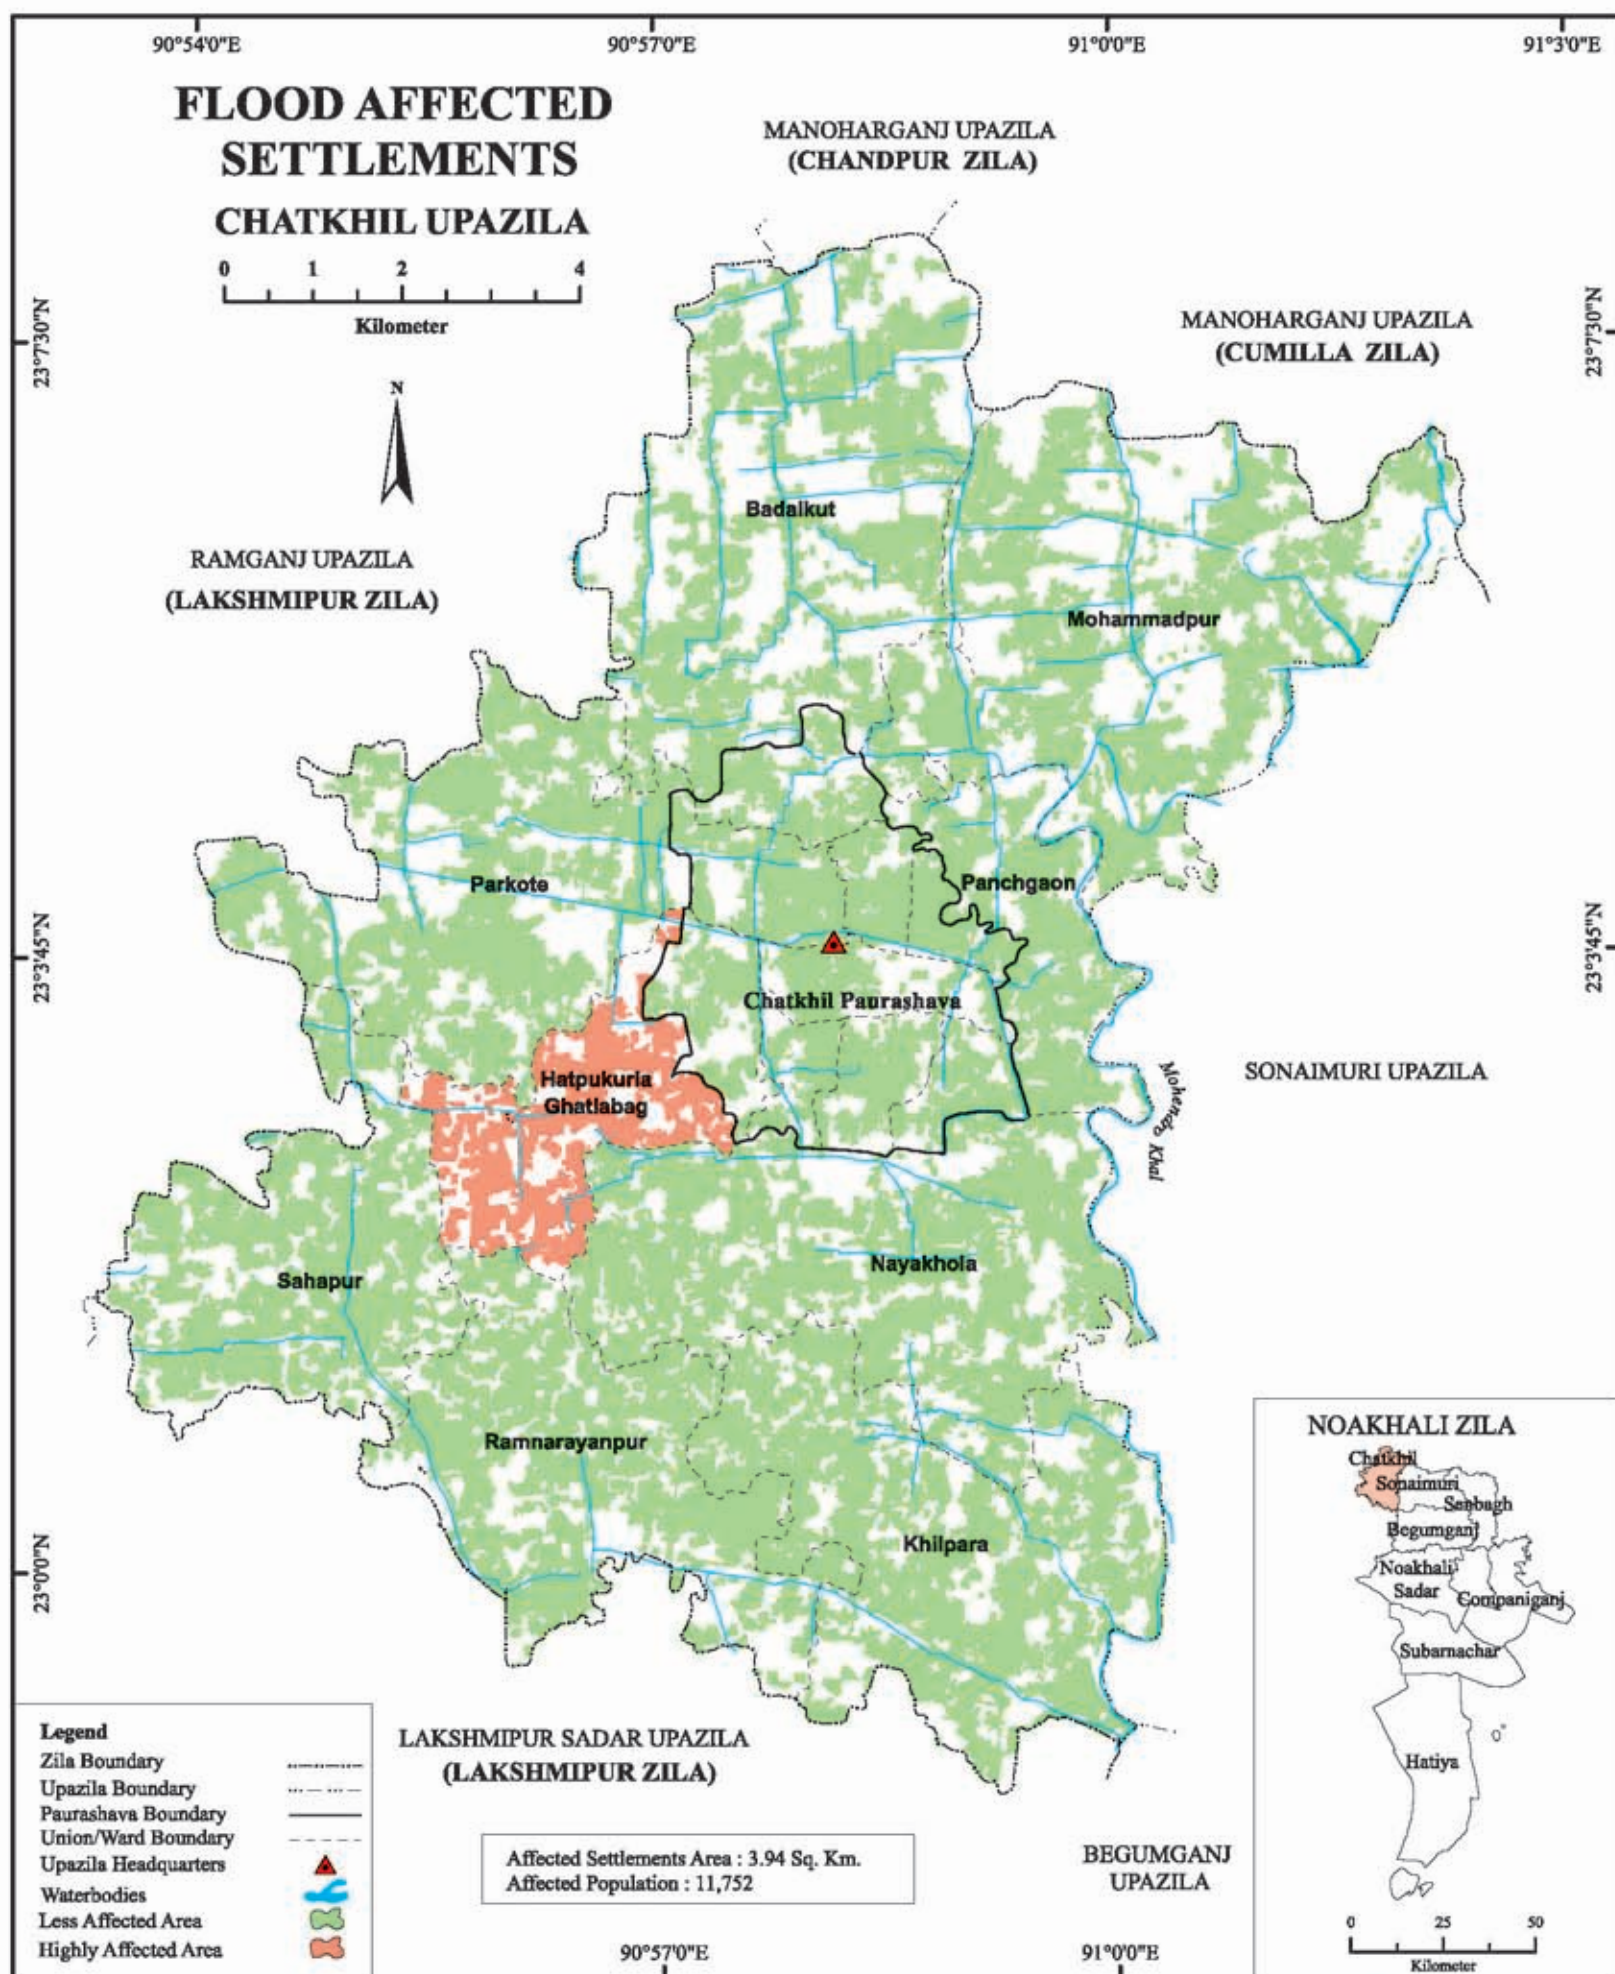 90°54'0"E
90°57'0"E
91°0'0"E
91°3'0"E
FLOOD AFFECTED
SETTLEMENTS
CHATKHIL UPAZILA
0 1 2 4
Kilometer
N
MANOHARGANJ UPAZILA
(CHANDPUR ZILA)
MANOHARGANJ UPAZILA
(CUMILLA ZILA)
23°7'30"N
23°7'30"N
RAMGANJ UPAZILA
(LAKSHMIPUR ZILA)
Badalkut
Mohammadpur
Parkote
Panchgaon
23°3'45"N
23°3'45"N
Chatkhil Paurashava
Hatpukuria
Ghatlabag
Mohendro Khal
SONAIMURI UPAZILA
Sahapur
Nayakhola
Ramnarayanpur
Khilpara
23°0'0"N
NOAKHALI ZILA
Chatkhil
Sonaimuri
Senbagh
Begumganj
Noakhali
Sadar
Companiganj
Subarnachar
Hatiya
0 25 50
Kilometer
Legend
Zila Boundary
Upazila Boundary
Paurashava Boundary
Union/Ward Boundary
Upazila Headquarters
Waterbodies
Less Affected Area
Highly Affected Area
LAKSHMIPUR SADAR UPAZILA
(LAKSHMIPUR ZILA)
Affected Settlements Area : 3.94 Sq. Km.
Affected Population : 11,752
BEGUMGANJ
UPAZILA
90°57'0"E
91°0'0"E